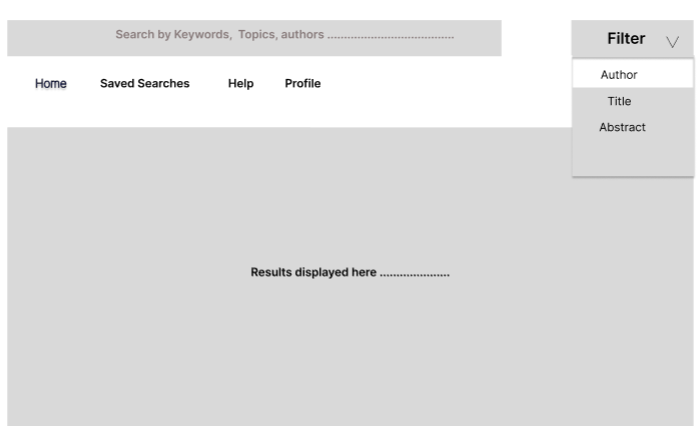 Search by Keywords, Topics, authors .....................................
Filter
Home Saved Searches Help Profile
Author
Title
Abstract
Results displayed here .....................